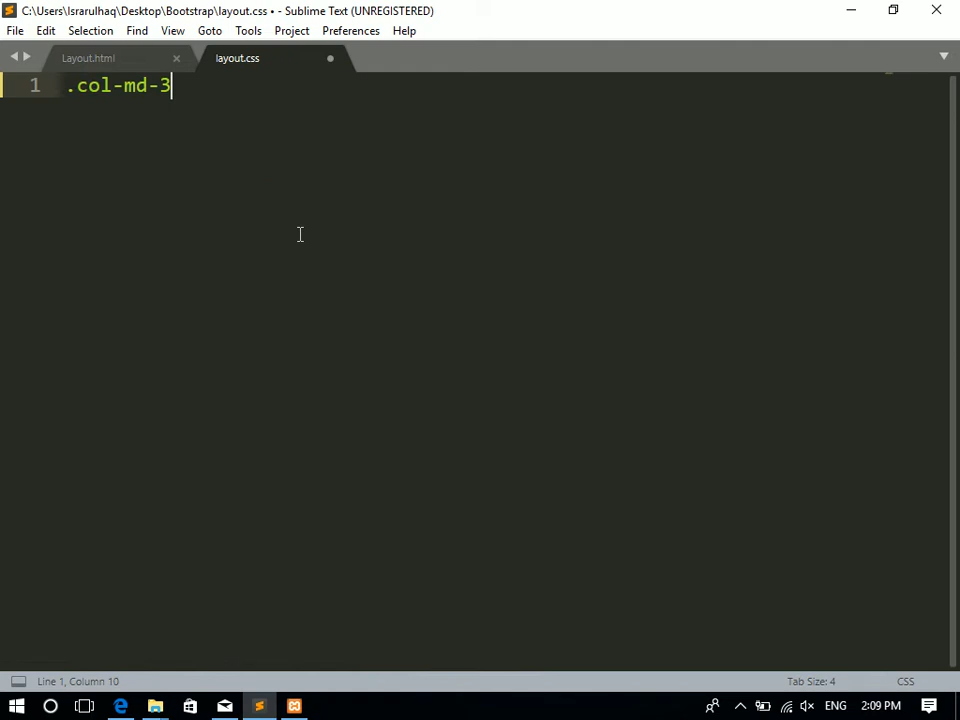 C:\Users\Israrulhaq\Desktop\Bootstrap\layout.css • - Sublime Text (UNREGISTERED)
File Edit Selection Find View Goto Tools Project Preferences Help
Layout.html layout.css
1 .col-md-3
Line 1, Column 10 Tab Size: 4 CSS
ENG 2:09 PM